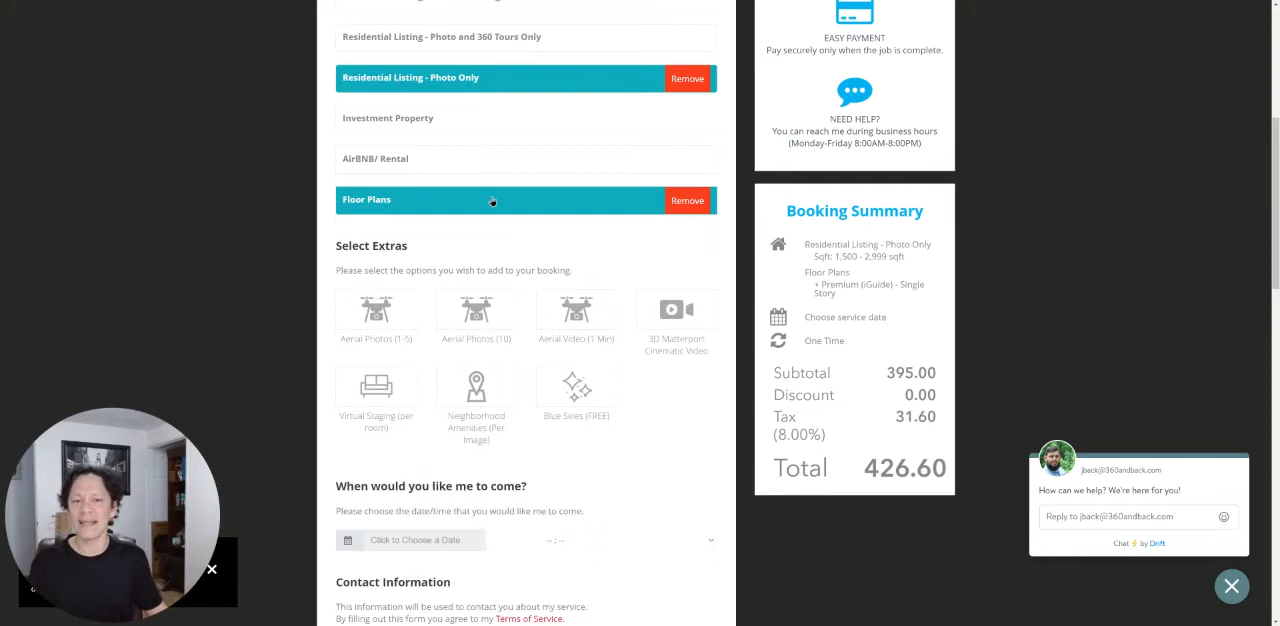 Residential Listing - Photo and 360 Tours Only
Residential Listing - Photo Only
Remove
Investment Property
AirBNB/ Rental
Floor Plans
Remove
Select Extras
Please select the options you wish to add to your booking.
Aerial Photos (1-5)
Aerial Photos (10)
Aerial Video (1 Min)
3D Matterport
Cinematic Video
Virtual Staging (per
room)
Neighborhood
Amenities (Per
Image)
Blue Skies (FREE)
When would you like me to come?
Please choose the date/time that you would like me to come.
Click to Choose a Date
-- : --
Contact Information
This information will be used to contact you about my service.
By filling out this form you agree to my Terms of Service.
EASY PAYMENT
Pay securely only when the job is complete.
NEED HELP?
You can reach me during business hours
(Monday-Friday 8:00AM-8:00PM)
Booking Summary
Residential Listing - Photo Only
Sqft: 1,500 - 2,999 sqft
Floor Plans
+ Premium (iGuide) - Single
Story
Choose service date
One Time
Subtotal 395.00
Discount 0.00
Tax 31.60
(8.00%)
Total 426.60
jback@360andback.com
How can we help? We're here for you!
Reply to jback@360andback.com
Chat ⚡ by Drift